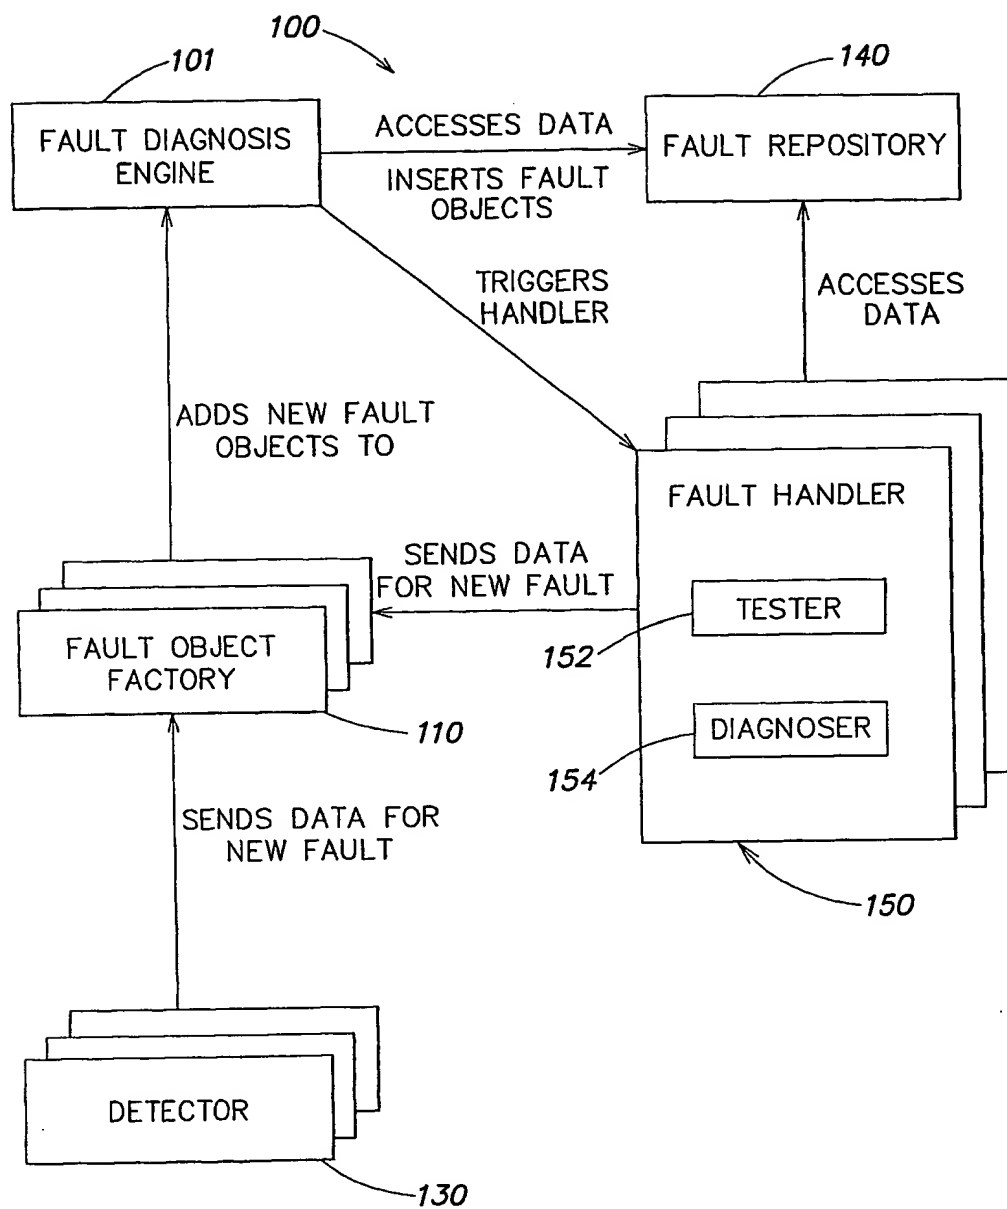 100
101
140
FAULT DIAGNOSIS
ENGINE
ACCESSES DATA
INSERTS FAULT
OBJECTS
FAULT REPOSITORY
TRIGGERS
HANDLER
ACCESSES
DATA
ADDS NEW FAULT
OBJECTS TO
FAULT HANDLER
SENDS DATA
FOR NEW FAULT
TESTER
152
FAULT OBJECT
FACTORY
110
DIAGNOSER
154
SENDS DATA FOR
NEW FAULT
150
DETECTOR
130